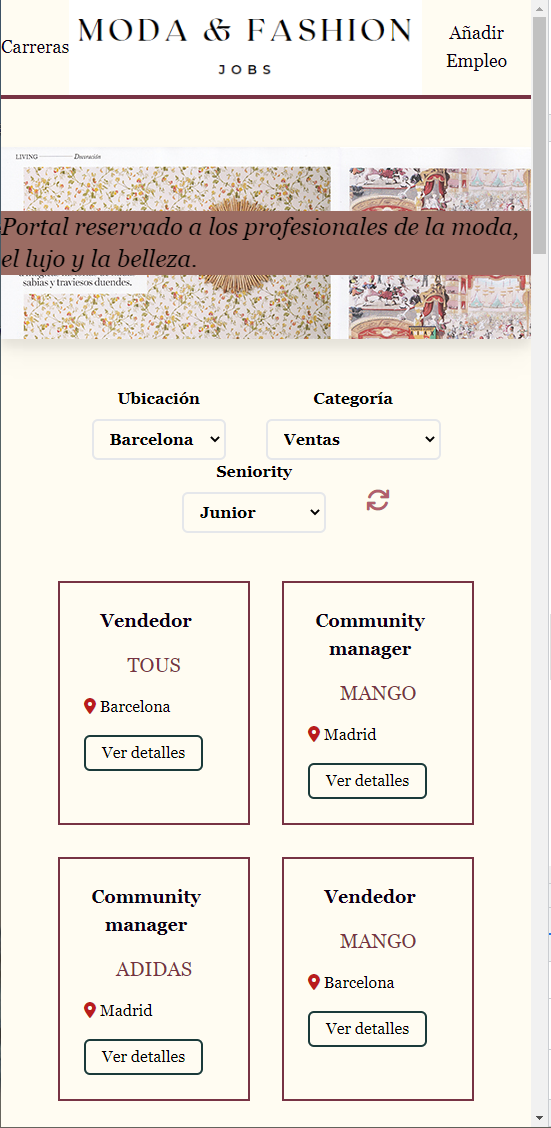 Carreras
MODA & FASHION
JOBS
Añadir
Empleo
LIVING
Decoración
Portal reservado a los profesionales de la moda,
el lujo y la belleza.
sabias y traviesos duendes.
Ubicación
Categoría
Barcelona
Ventas
Seniority
Junior
Vendedor
TOUS
Barcelona
Ver detalles
Community
manager
MANGO
Madrid
Ver detalles
Community
manager
ADIDAS
Madrid
Ver detalles
Vendedor
MANGO
Barcelona
Ver detalles